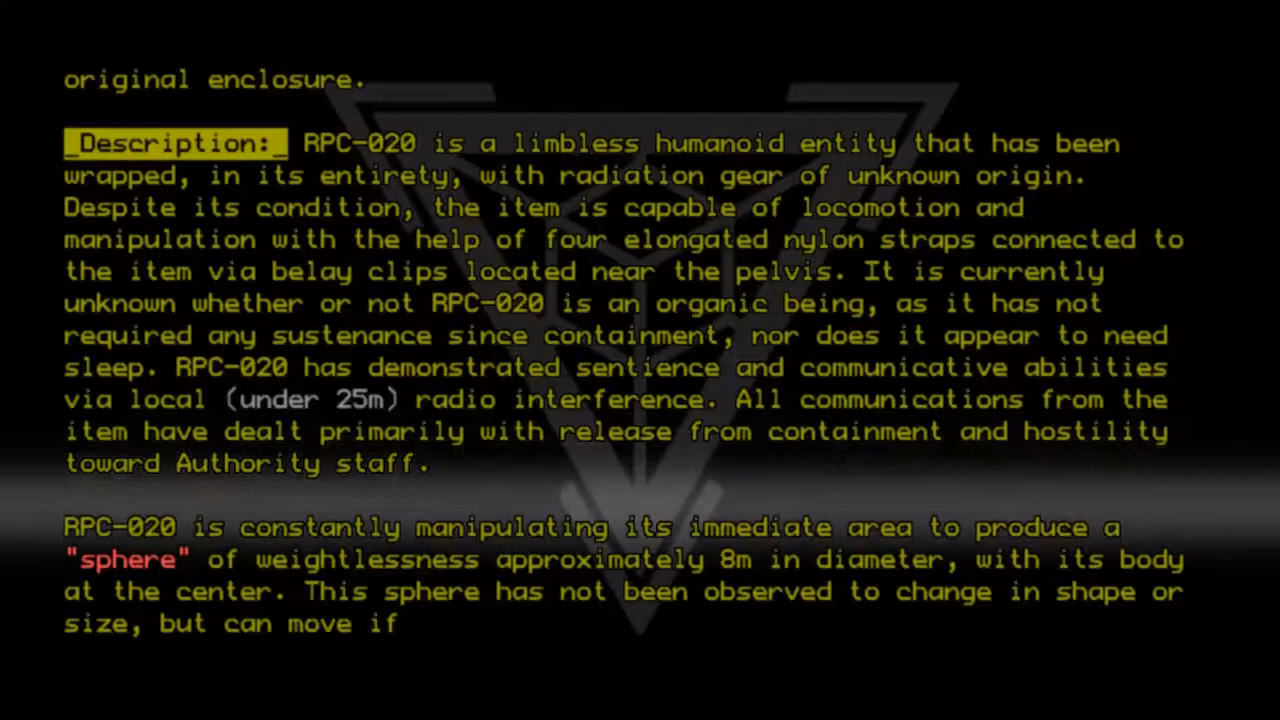 original enclosure.
_Description:_ RPC-020 is a limbless humanoid entity that has been
wrapped, in its entirety, with radiation gear of unknown origin.
Despite its condition, the item is capable of locomotion and
manipulation with the help of four elongated nylon straps connected to
the item via belay clips located near the pelvis. It is currently
unknown whether or not RPC-020 is an organic being, as it has not
required any sustenance since containment, nor does it appear to need
sleep. RPC-020 has demonstrated sentience and communicative abilities
via local (under 25m) radio interference. All communications from the
item have dealt primarily with release from containment and hostility
toward Authority staff.
RPC-020 is constantly manipulating its immediate area to produce a
"sphere" of weightlessness approximately 8m in diameter, with its body
at the center. This sphere has not been observed to change in shape or
size, but can move if